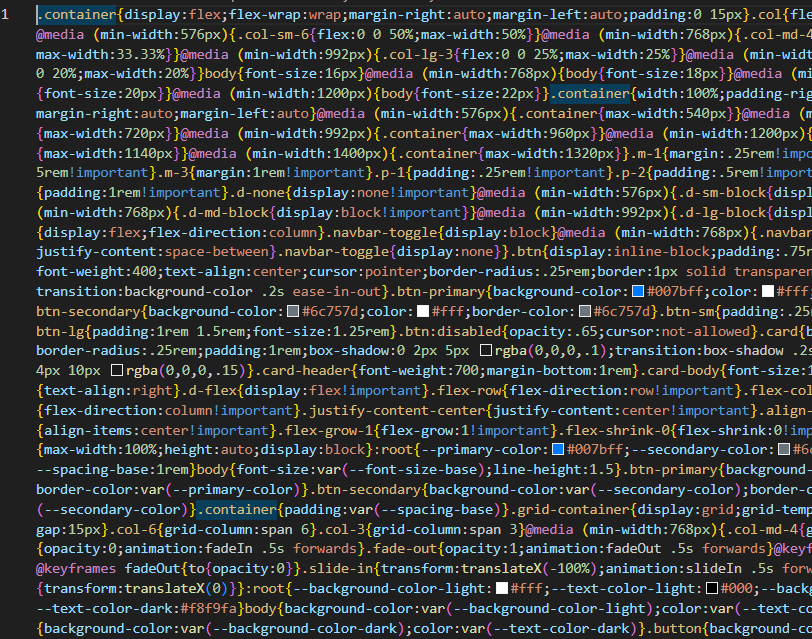 1 .container{display:flex;flex-wrap:wrap;margin-right:auto;margin-left:auto;padding:0 15px}.col{fle
@media (min-width:576px){.col-sm-6{flex:0 0 50%;max-width:50%}}@media (min-width:768px){.col-md-4
max-width:33.33%}}@media (min-width:992px){.col-lg-3{flex:0 0 25%;max-width:25%}}@media (min-widt
0 20%;max-width:20%}}body{font-size:16px}@media (min-width:768px){body{font-size:18px}}@media (mi
{font-size:20px}}@media (min-width:1200px){body{font-size:22px}}.container{width:100%;padding-rig
margin-right:auto;margin-left:auto}@media (min-width:576px){.container{max-width:540px}}@media (m
{max-width:720px}}@media (min-width:992px){.container{max-width:960px}}@media (min-width:1200px){
{max-width:1140px}}@media (min-width:1400px){.container{max-width:1320px}}.m-1{margin:.25rem!impo
5rem!important}.m-3{margin:1rem!important}.p-1{padding:.25rem!important}.p-2{padding:.5rem!import
{padding:1rem!important}.d-none{display:none!important}@media (min-width:576px){.d-sm-block{displ
(min-width:768px){.d-md-block{display:block!important}}@media (min-width:992px){.d-lg-block{displ
{display:flex;flex-direction:column}.navbar-toggle{display:block}@media (min-width:768px){.navbar
justify-content:space-between}.navbar-toggle{display:none}}.btn{display:inline-block;padding:.75r
font-weight:400;text-align:center;cursor:pointer;border-radius:.25rem;border:1px solid transparen
transition:background-color .2s ease-in-out}.btn-primary{background-color:#007bff;color:#fff;
btn-secondary{background-color:#6c757d;color:#fff;border-color:#6c757d}.btn-sm{padding:.25
btn-lg{padding:1rem 1.5rem;font-size:1.25rem}.btn:disabled{opacity:.65;cursor:not-allowed}.card{b
border-radius:.25rem;padding:1rem;box-shadow:0 2px 5px rgba(0,0,0,.1);transition:box-shadow .2s
4px 10px rgba(0,0,0,.15)}.card-header{font-weight:700;margin-bottom:1rem}.card-body{font-size:1
{text-align:right}.d-flex{display:flex!important}.flex-row{flex-direction:row!important}.flex-col
{flex-direction:column!important}.justify-content-center{justify-content:center!important}.align-
{align-items:center!important}.flex-grow-1{flex-grow:1!important}.flex-shrink-0{flex-shrink:0!imp
{max-width:100%;height:auto;display:block}:root{--primary-color:#007bff;--secondary-color:#6c
--spacing-base:1rem}body{font-size:var(--font-size-base);line-height:1.5}.btn-primary{background-
border-color:var(--primary-color)}.btn-secondary{background-color:var(--secondary-color);border-c
(--secondary-color)}.container{padding:var(--spacing-base)}.grid-container{display:grid;grid-temp
gap:15px}.col-6{grid-column:span 6}.col-3{grid-column:span 3}@media (min-width:768px){.col-md-4{g
{opacity:0;animation:fadeIn .5s forwards}.fade-out{opacity:1;animation:fadeOut .5s forwards}@keyf
@keyframes fadeOut{to{opacity:0}}.slide-in{transform:translateX(-100%);animation:slideIn .5s forw
{transform:translateX(0)}}:root{--background-color-light:#fff;--text-color-light:#000;--backg
--text-color-dark:#f8f9fa}body{background-color:var(--background-color-light);color:var(--text-co
{background-color:var(--background-color-dark);color:var(--text-color-dark)}.button{background-co